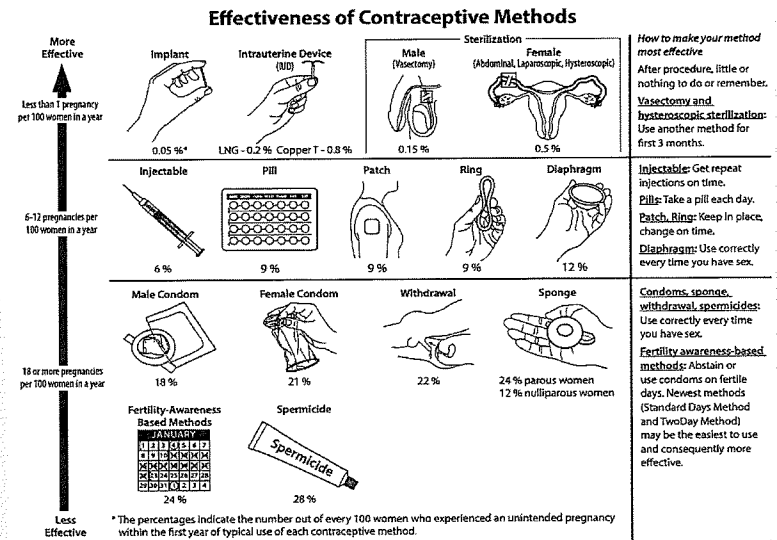 Effectiveness of Contraceptive Methods
More
Effective
Less than 1 pregnancy
per 100 women in a year
6-12 pregnancies per
100 women in a year
18 or more pregnancies
per 100 women in a year
Less
Effective
Implant
0.05 %*
Intrauterine Device
(IUD)
LNG - 0.2 % Copper T - 0.8 %
Sterilization
Male
(Vasectomy)
0.15 %
Female
(Abdominal, Laparoscopic, Hysteroscopic)
0.5 %
Injectable
6 %
Pill
9 %
Patch
9 %
Ring
9 %
Diaphragm
12 %
Male Condom
18 %
Female Condom
21 %
Withdrawal
22 %
Sponge
24 % parous women
12 % nulliparous women
Fertility-Awareness
Based Methods
JANUARY
24 %
Spermicide
Spermicide
28 %
How to make your method
most effective
After procedure, little or
nothing to do or remember.
Vasectomy and
hysteroscopic sterilization:
Use another method for
first 3 months.
Injectable: Get repeat
injections on time.
Pills: Take a pill each day.
Patch, Ring: Keep in place,
change on time.
Diaphragm: Use correctly
every time you have sex.
Condoms, sponge,
withdrawal, spermicides:
Use correctly every time
you have sex.
Fertility awareness-based
methods: Abstain or
use condoms on fertile
days. Newest methods
(Standard Days Method
and TwoDay Method)
may be the easiest to use
and consequently more
effective.
* The percentages indicate the number out of every 100 women who experienced an unintended pregnancy
within the first year of typical use of each contraceptive method.